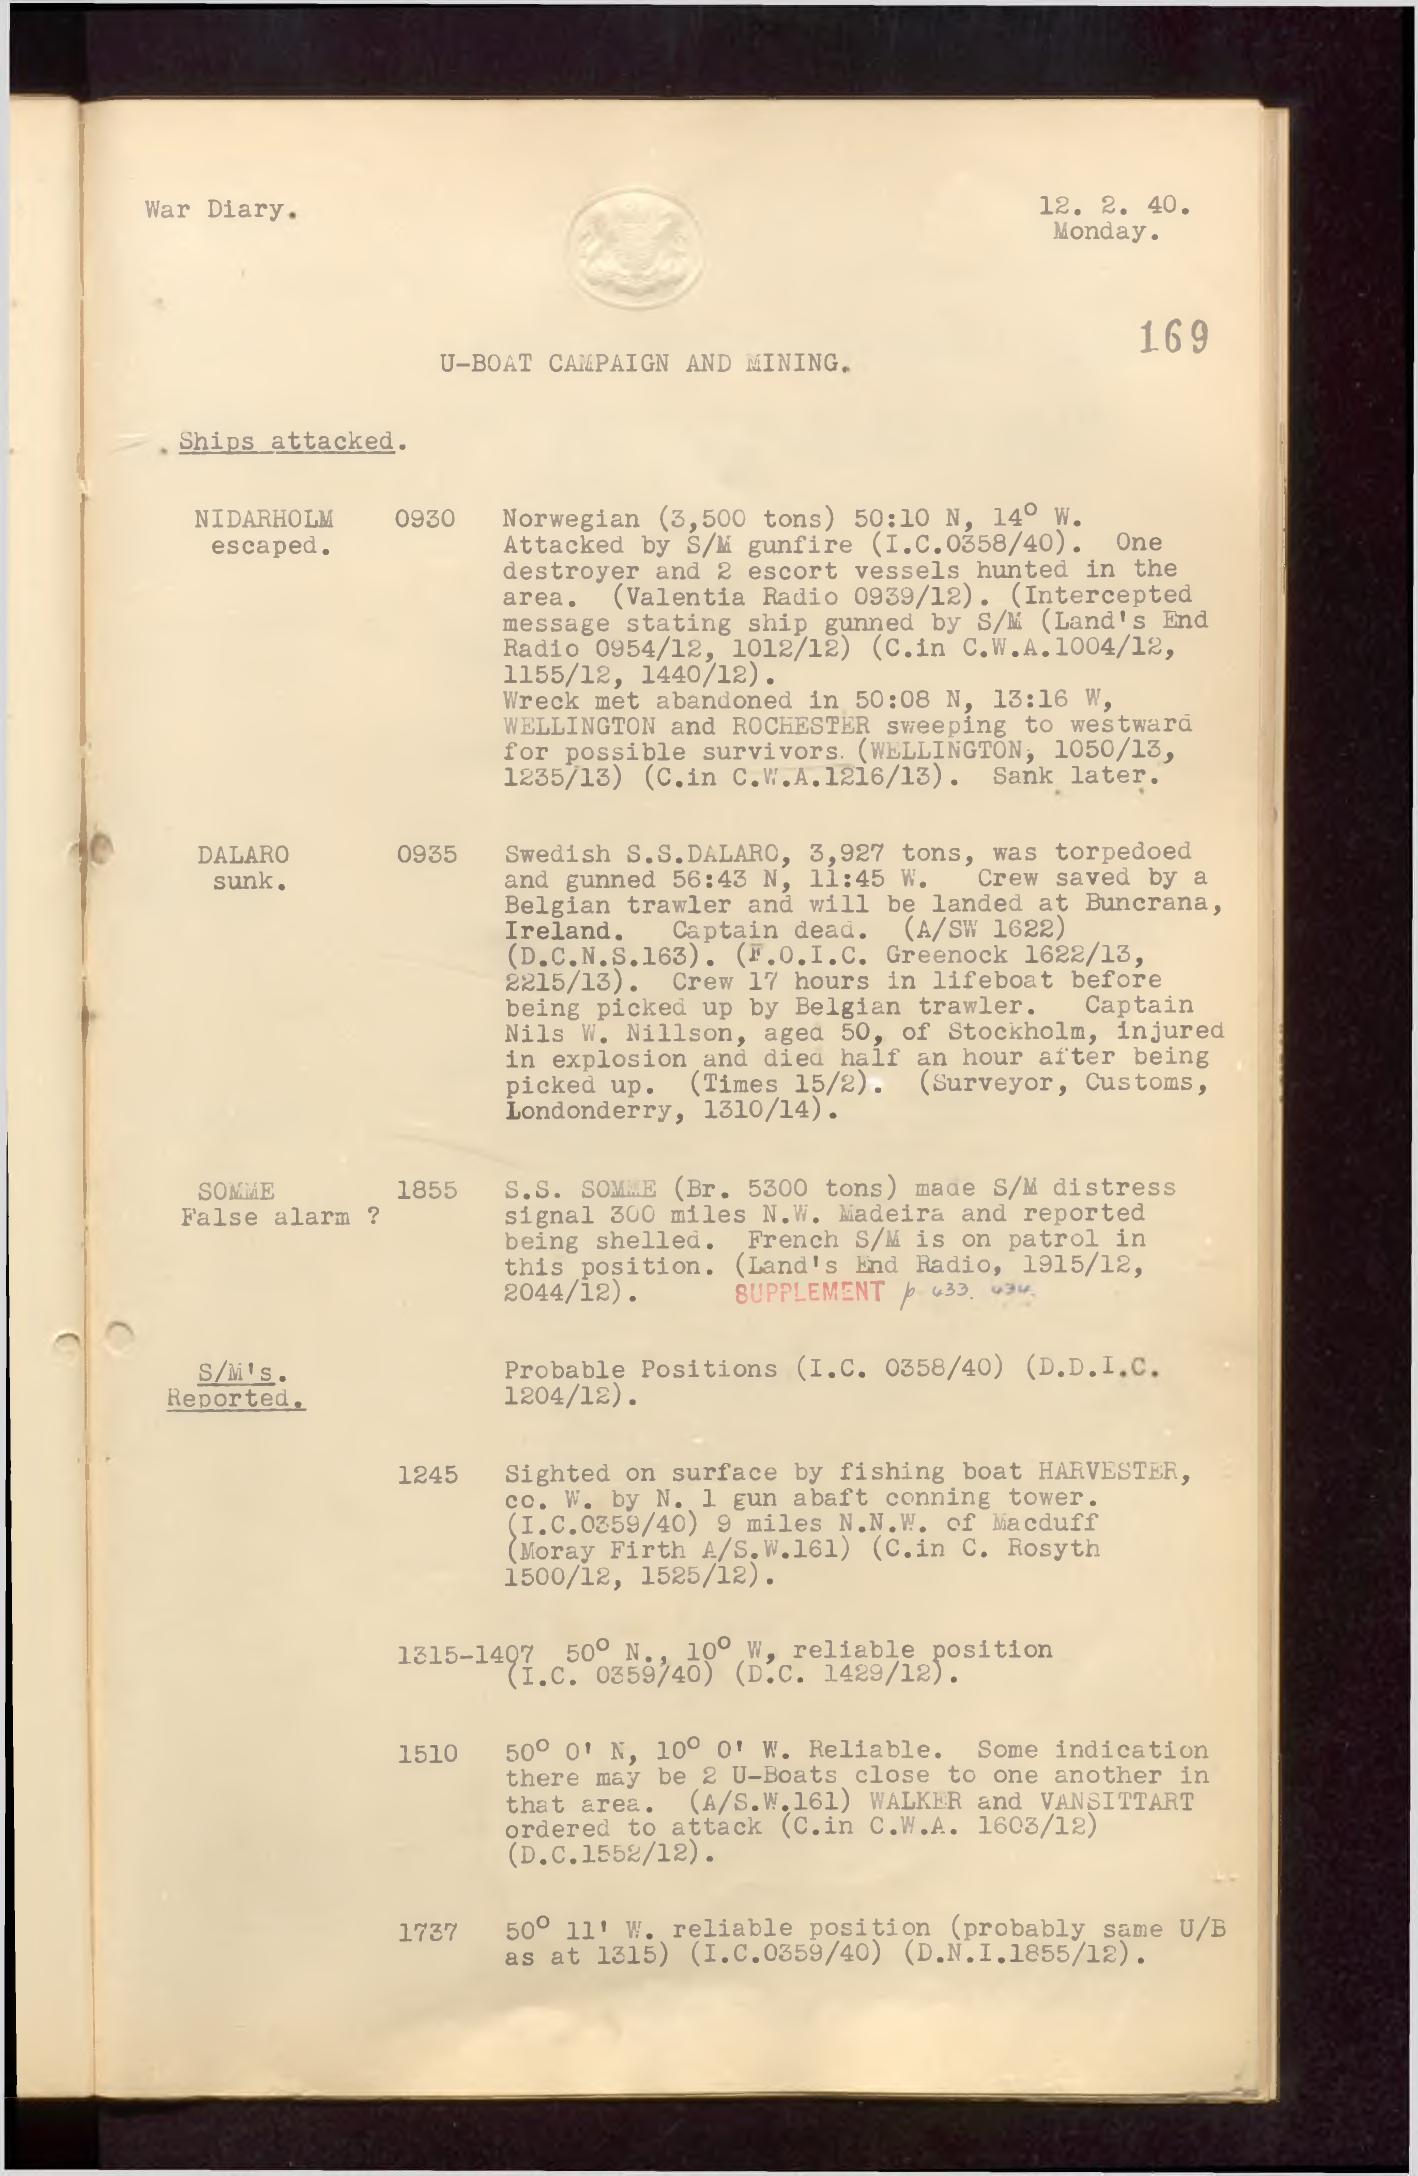 War Diary.
12. 2. 40.
Monday.
169
U-BOAT CAMPAIGN AND MINING.
Ships attacked.
NIDARHOLM 0930 Norwegian (3,500 tons) 50:10 N, 14° W.
escaped. Attacked by S/M gunfire (I.C.0358/40). One
destroyer and 2 escort vessels hunted in the
area. (Valentia Radio 0939/12). (Intercepted
message stating ship gunned by S/M (Land's End
Radio 0954/12, 1012/12) (C.in C.W.A.1004/12,
1155/12, 1440/12).
Wreck met abandoned in 50:08 N, 13:16 W,
WELLINGTON and ROCHESTER sweeping to westward
for possible survivors. (WELLINGTON, 1050/13,
1235/13) (C.in C.W.A.1216/13). Sank later.
DALARO 0935 Swedish S.S.DALARO, 3,927 tons, was torpedoed
sunk. and gunned 56:43 N, 11:45 W. Crew saved by a
Belgian trawler and will be landed at Buncrana,
Ireland. Captain dead. (A/SW 1622)
(D.C.N.S.163). (F.O.I.C. Greenock 1622/13,
2215/13). Crew 17 hours in lifeboat before
being picked up by Belgian trawler. Captain
Nils W. Nillson, aged 50, of Stockholm, injured
in explosion and died half an hour after being
picked up. (Times 15/2). (Surveyor, Customs,
Londonderry, 1310/14).
SOMME 1855 S.S. SOMME (Br. 5300 tons) made S/M distress
False alarm ? signal 300 miles N.W. Madeira and reported
being shelled. French S/M is on patrol in
this position. (Land's End Radio, 1915/12,
2044/12). SUPPLEMENT p 433. 434.
S/M's. Probable Positions (I.C. 0358/40) (D.D.I.C.
Reported. 1204/12).
1245 Sighted on surface by fishing boat HARVESTER,
co. W. by N. 1 gun abaft conning tower.
(I.C.0359/40) 9 miles N.N.W. of Macduff
(Moray Firth A/S.W.161) (C.in C. Rosyth
1500/12, 1525/12).
1315-1407 50° N., 10° W, reliable position
(I.C. 0359/40) (D.C. 1429/12).
1510 50° 0' N, 10° 0' W. Reliable. Some indication
there may be 2 U-Boats close to one another in
that area. (A/S.W.161) WALKER and VANSITTART
ordered to attack (C.in C.W.A. 1603/12)
(D.C.1552/12).
1737 50° 11' W. reliable position (probably same U/B
as at 1315) (I.C.0359/40) (D.N.I.1855/12).